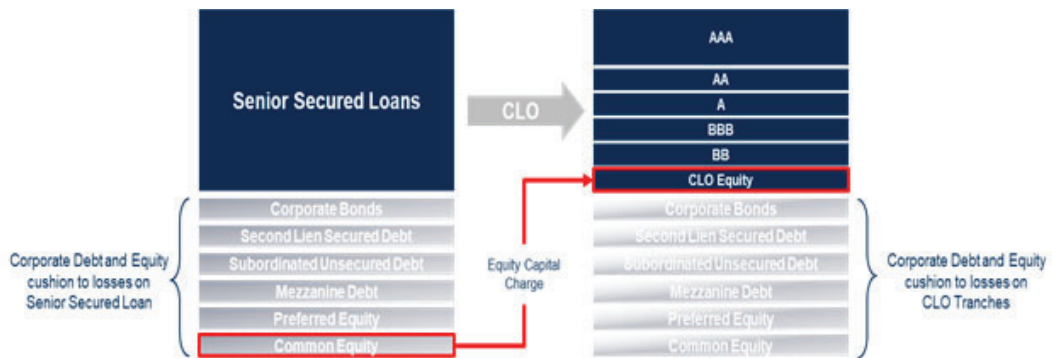 Senior Secured Loans
Corporate Bonds
Second Lien Secured Debt
Subordinated Unsecured Debt
Mezzanine Debt
Preferred Equity
Common Equity
Corporate Debt and Equity
cushion to losses on
Senior Secured Loan
CLO
Equity Capital
Charge
AAA
AA
A
BBB
BB
CLO Equity
Corporate Bonds
Second Lien Secured Debt
Subordinated Unsecured Debt
Mezzanine Debt
Preferred Equity
Common Equity
Corporate Debt and Equity
cushion to losses on
CLO Tranches